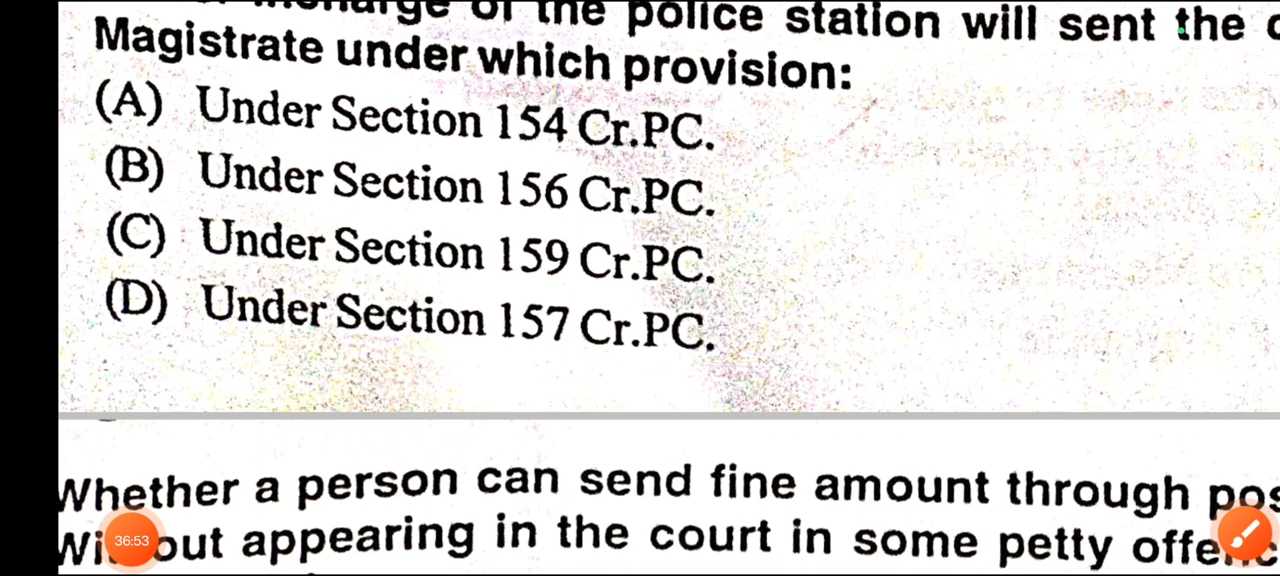 of the police station will sent the
Magistrate under which provision:
(A) Under Section 154 Cr.PC.
(B) Under Section 156 Cr.PC.
(C) Under Section 159 Cr.PC.
(D) Under Section 157 Cr.PC.
Whether a person can send fine amount through
appearing in the court in some petty
36:53